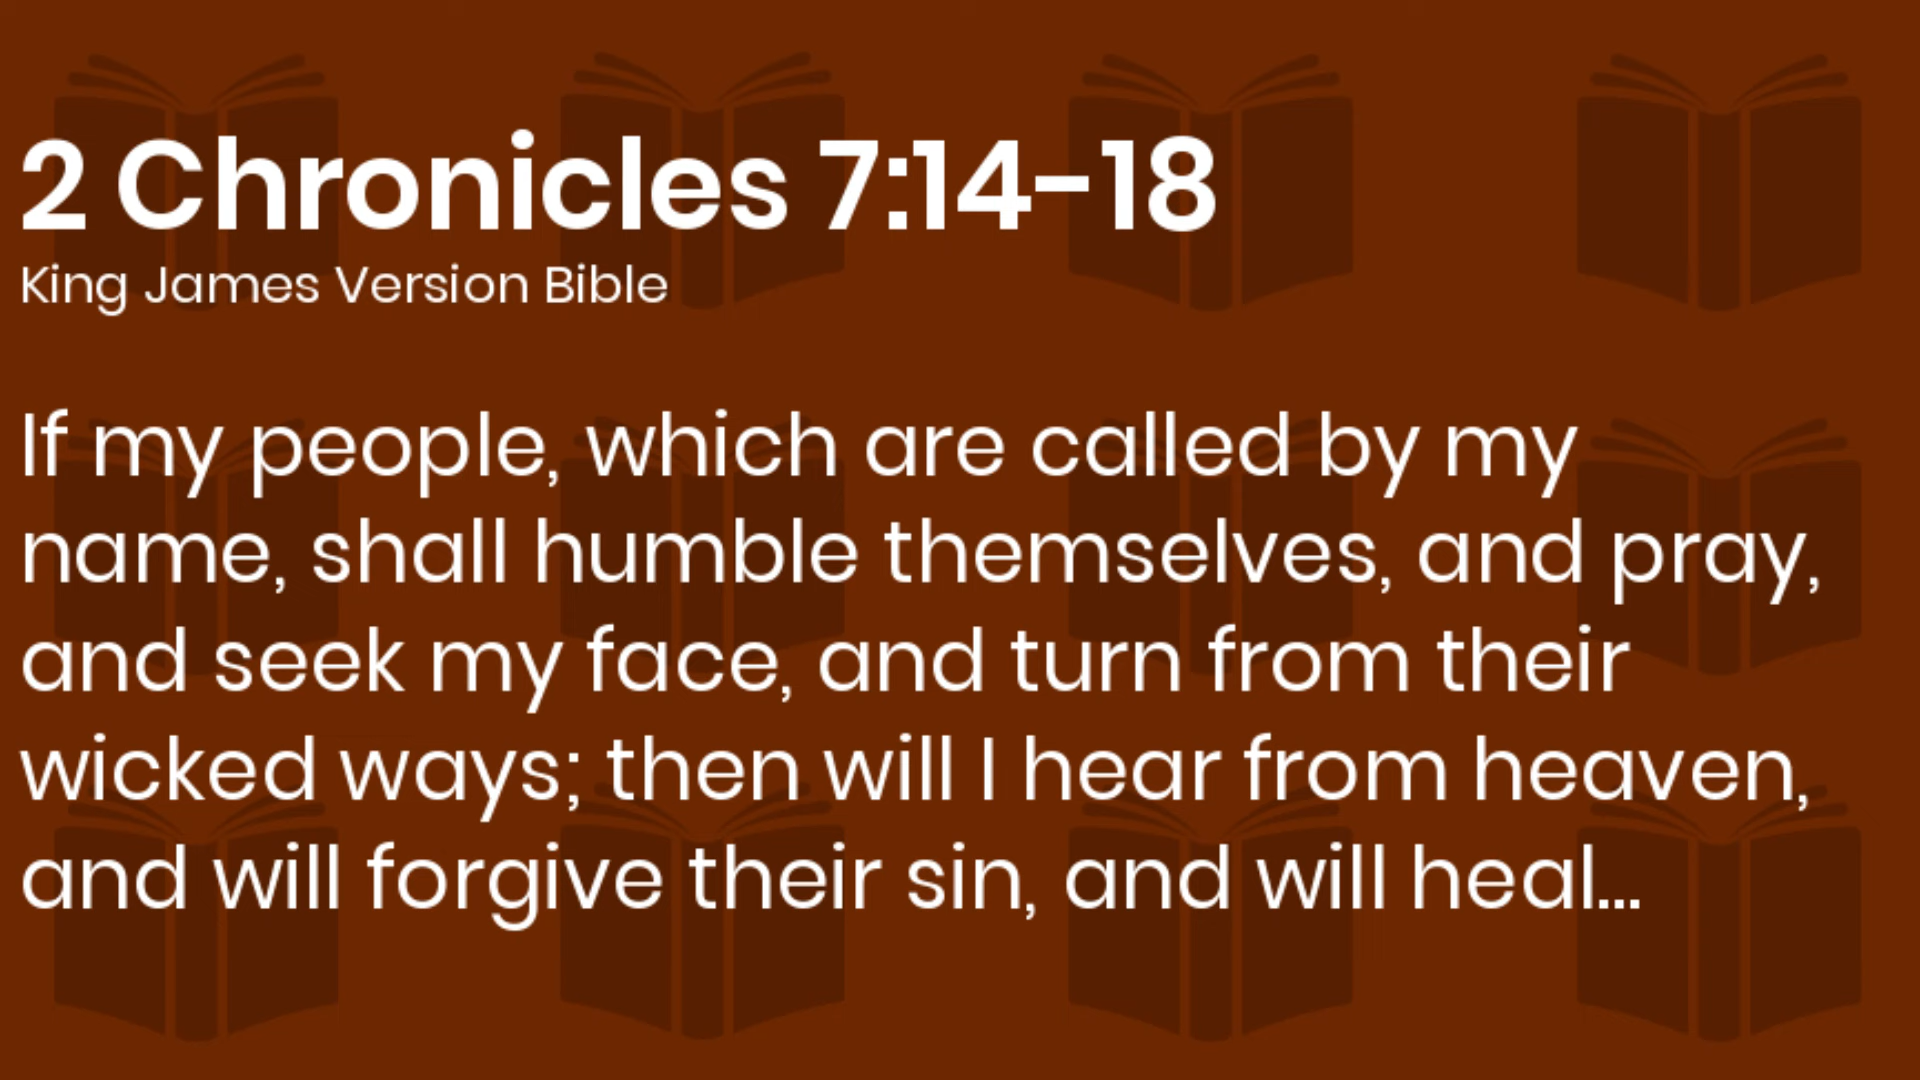 2 Chronicles 7:14-18
King James Version Bible
If my people, which are called by my
name, shall humble themselves, and pray,
and seek my face, and turn from their
wicked ways; then will I hear from heaven,
and will forgive their sin, and will heal...